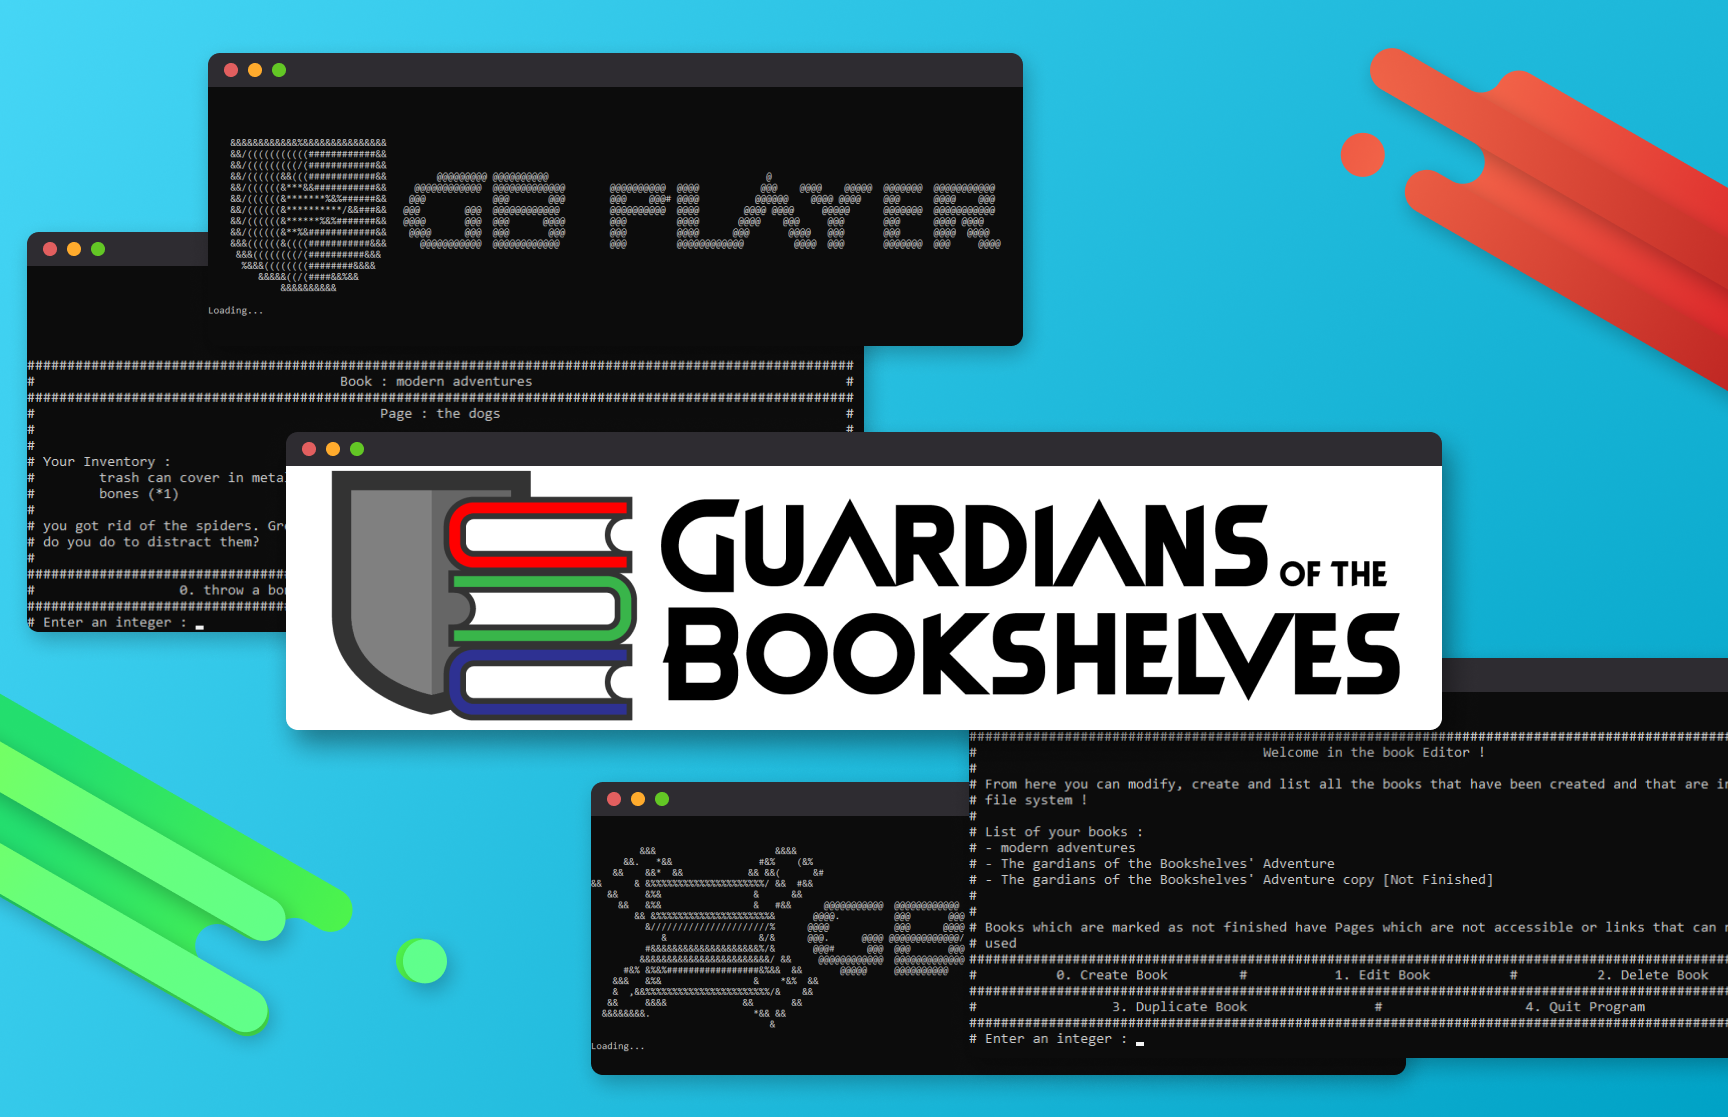 GB PLAYER
Loading...
Book : modern adventures
Page : the dogs
# Your Inventory :
# trash can cover in metal
# bones (*1)
# you got rid of the spiders.
# do you do to distract them?
# 0. throw a
# Enter an integer :
GUARDIANS OF THE
BOOKSHELVES
# Welcome in the book Editor !
# From here you can modify, create and list all the books that have been created and that are in
# file system !
# List of your books :
# - modern adventures
# - The gardians of the Bookshelves' Adventure
# - The gardians of the Bookshelves' Adventure copy [Not Finished]
# Books which are marked as not finished have Pages which are not accessible or links that can
# used
# 0. Create Book # 1. Edit Book # 2. Delete Book
# 3. Duplicate Book # 4. Quit Program
# Enter an integer :
GB
Loading...